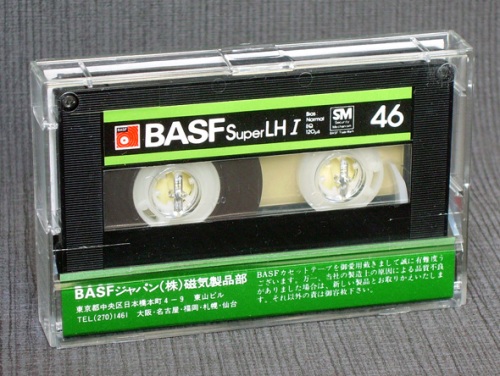 BASF
BASF Super LH I
Bias Normal
EQ 120μs
SM
Security Mechanism
46
BASFジャパン(株)磁気製品部
東京都中央区日本橋本町4-9 東山ビル
TEL(270)1461 大阪・名古屋・福岡・札幌・仙台
BASFカセットテープを御愛用戴きまして誠に有難う
ございます。万一、当社の製造上の原因による品質不良
がありました場合は、新しい製品とお取りかえいたしま
す。それ以外の責は御容赦下さい。